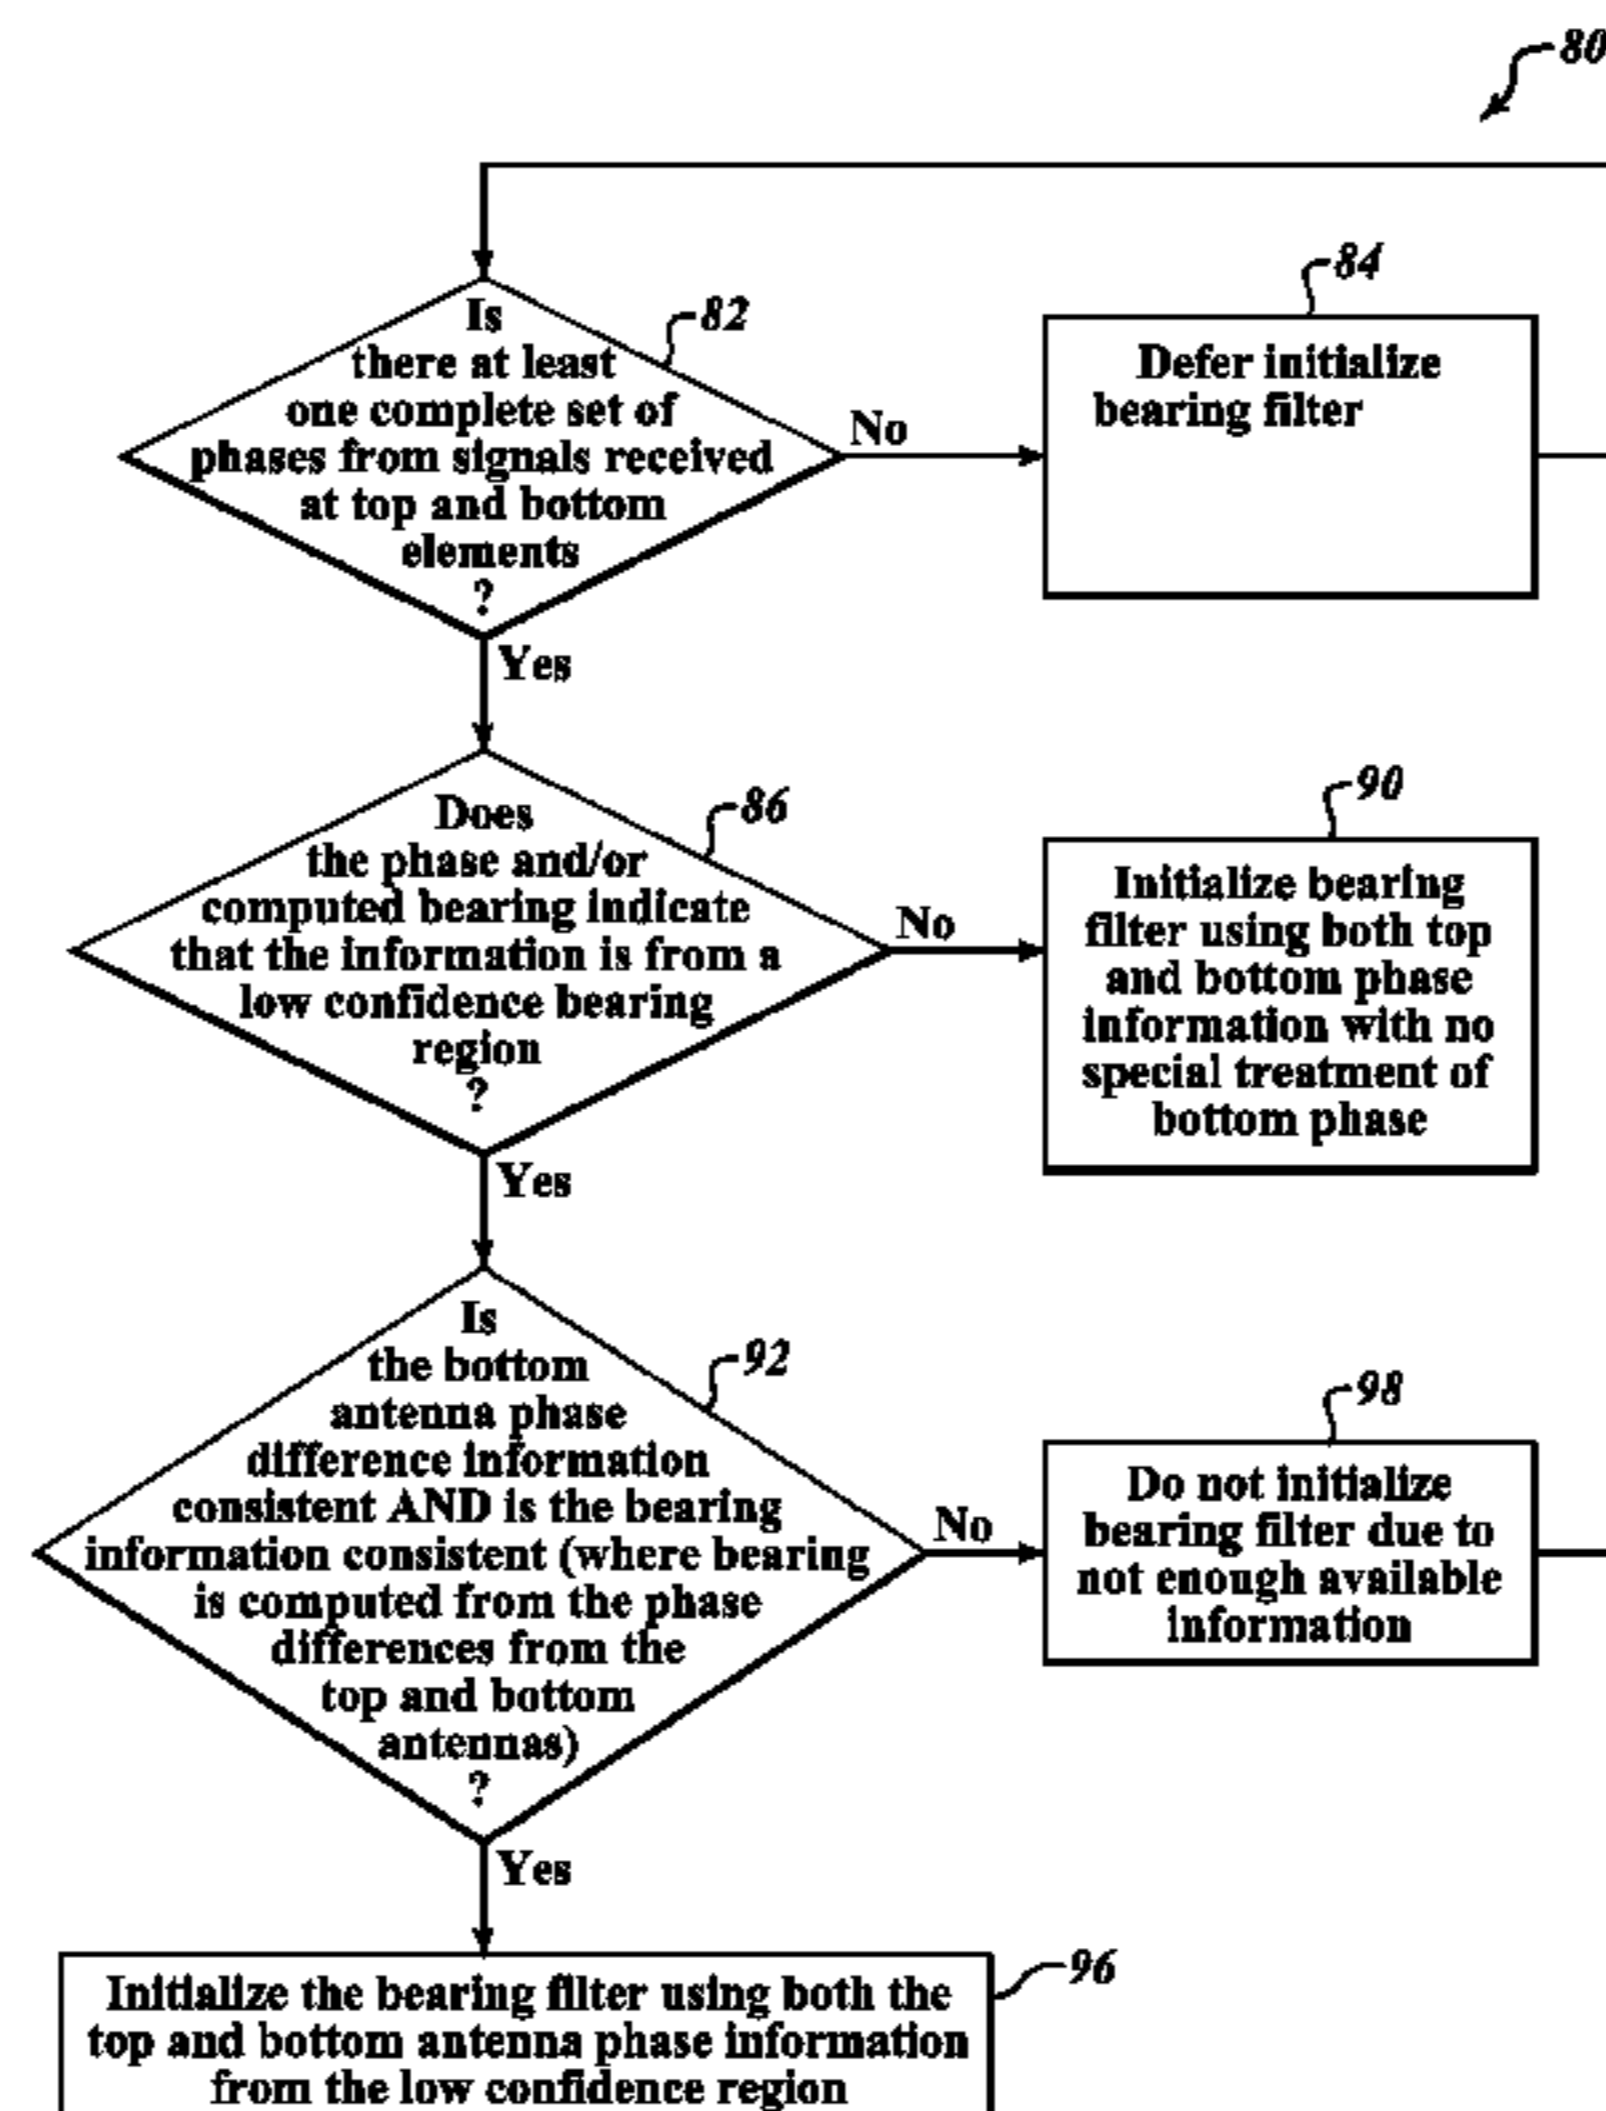 80
Is
there at least
one complete set of
phases from signals received
at top and bottom
elements
?
82
No
84
Defer initialize
bearing filter
Yes
Does
the phase and/or
computed bearing indicate
that the information is from a
low confidence bearing
region
?
86
No
90
Initialize bearing
filter using both top
and bottom phase
information with no
special treatment of
bottom phase
Yes
Is
the bottom
antenna phase
difference information
consistent AND is the bearing
information consistent (where bearing
is computed from the phase
differences from the
top and bottom
antennas)
?
92
No
98
Do not initialize
bearing filter due to
not enough available
information
Yes
96
Initialize the bearing filter using both the
top and bottom antenna phase information
from the low confidence region